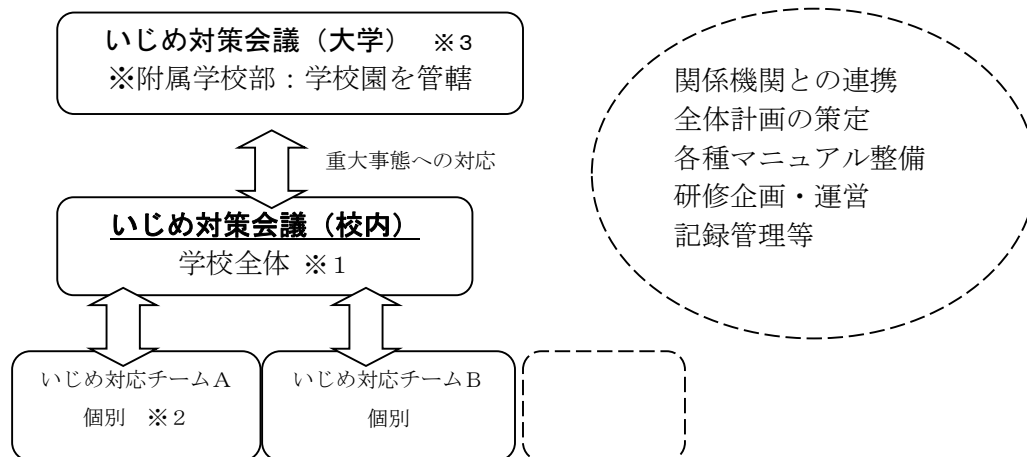 いじめ対策会議（大学）　※３
※附属学校部：学校園を管轄
重大事態への対応
いじめ対策会議（校内）
学校全体 ※１
いじめ対応チームＡ
個別　※２
いじめ対応チームＢ
個別
関係機関との連携
全体計画の策定
各種マニュアル整備
研修企画・運営
記録管理等